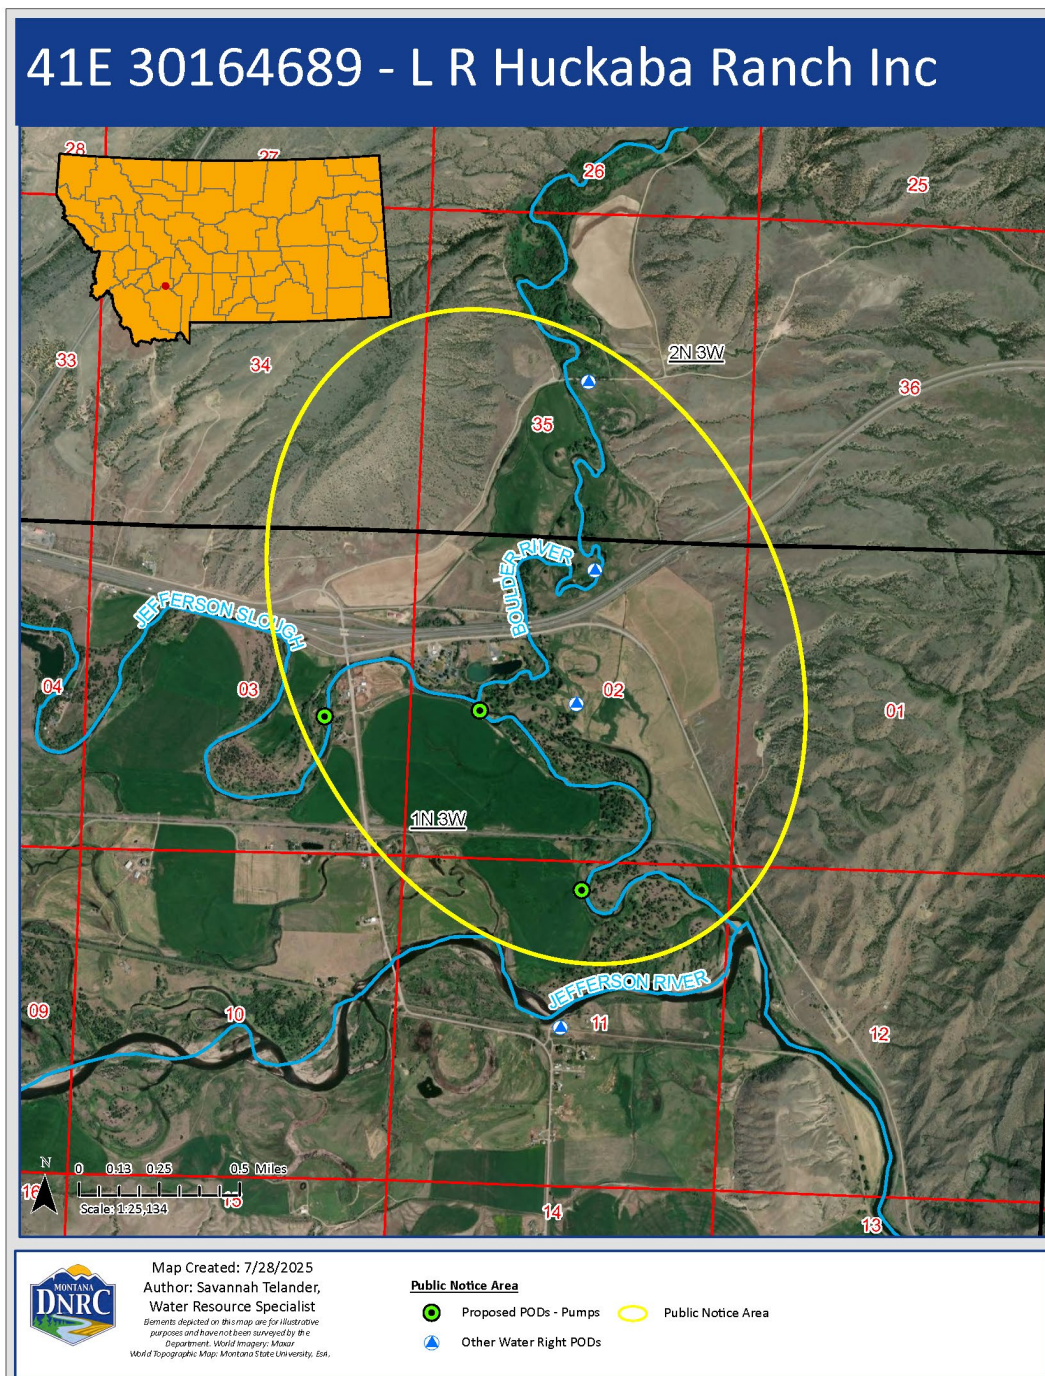 41E 30164689 - L R Huckaba Ranch Inc
28
27
26
25
33
34
2N 3W
36
35
BOULDER RIVER
JEFFERSON SLOUGH
04
03
02
01
1N 3W
JEFFERSON RIVER
09
10
11
12
N
0 0.13 0.25 0.5 Miles
Scale: 1:25,134
16
15
14
13
MONTANA
DNRC
Map Created: 7/28/2025
Author: Savannah Telander,
Water Resource Specialist
Elements depicted on this map are for illustrative
purposes and have not been surveyed by the
Department. World Imagery: Maxar
World Topographic Map: Montana State University, Esri,
Public Notice Area
Proposed PODs - Pumps
Public Notice Area
Other Water Right PODs